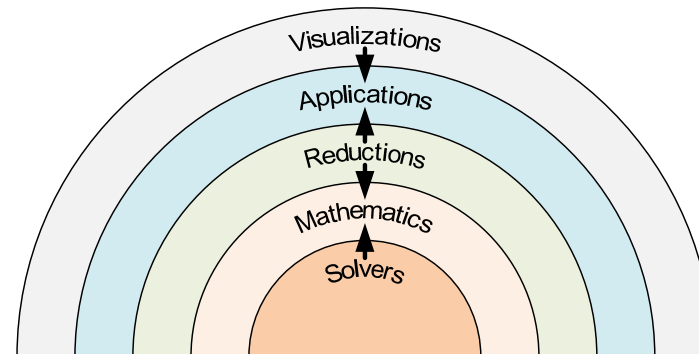 Visualizations
Applications
Reductions
Mathematics
Solvers